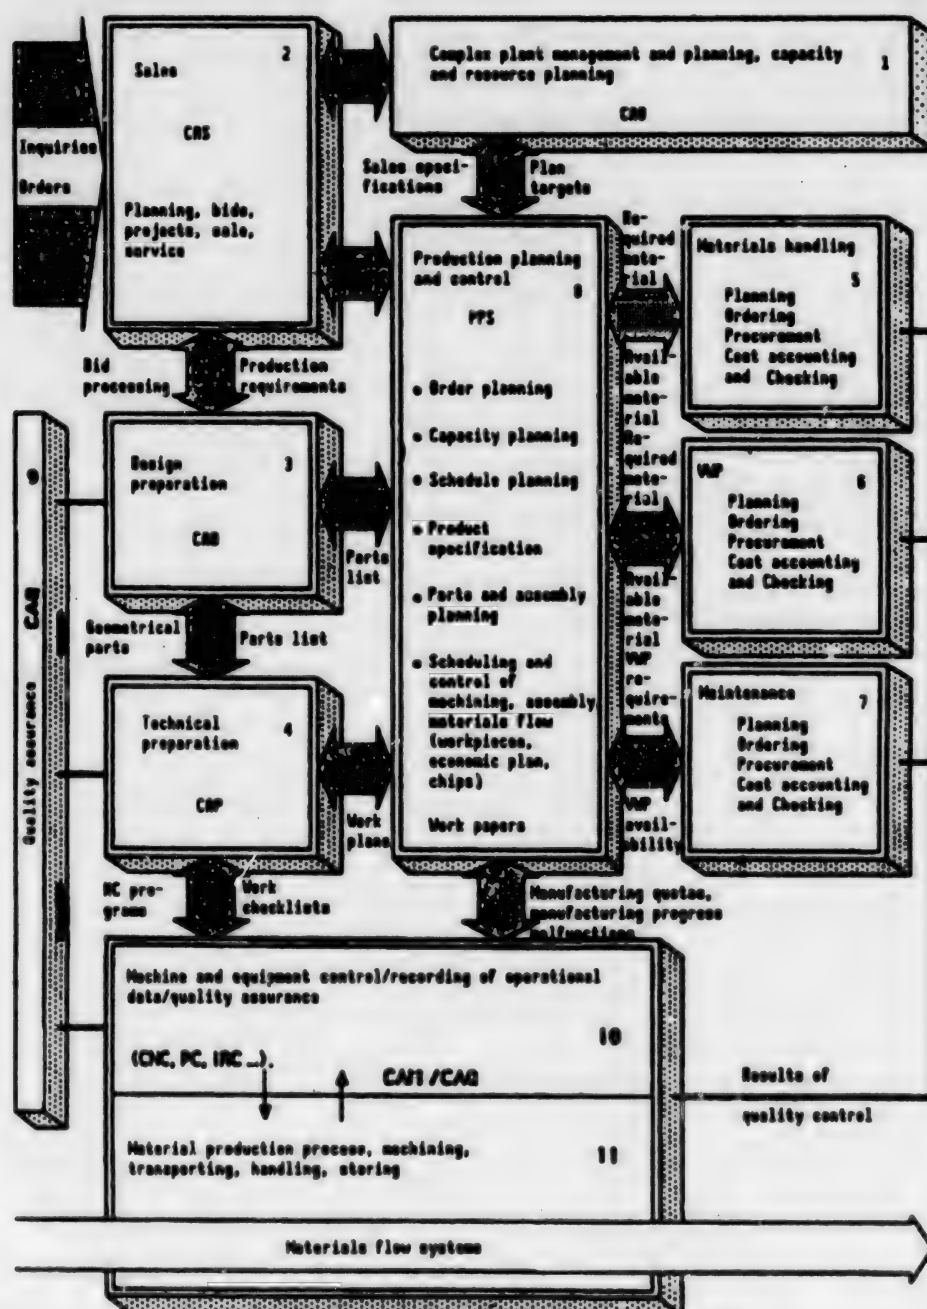 Inquiries
Orders
Sales
2
CAS
Planning, bids,
projects, sale,
service
Complex plant management and planning, capacity
and resource planning
1
Sales speci-
fications
Plan
targets
Production planning
and control
8
PPS
• Order planning
• Capacity planning
• Schedule planning
• Product
specification
• Parts and assembly
planning
• Scheduling and
control of
machining, assembly
materials flow
(workpieces,
economic plan,
chips)
Work papers
Re-
quired
mate-
rial
Avail-
able
mate-
rial
Re-
quired
mate-
rial
Avail-
able
mate-
rial
VWP
re-
quire-
ments
VWP
avail-
ability
Materials handling
5
Planning
Ordering
Procurement
Cost accounting
and Checking
VWP
6
Planning
Ordering
Procurement
Cost accounting
and Checking
Maintenance
7
Planning
Ordering
Procurement
Cost accounting
and Checking
Bid
processing
Production
requirements
Design
preparation
3
CAD
Parts
list
Geometrical
parts
Parts list
Technical
preparation
4
CAP
Work
plans
NC pro-
grams
Work
checklists
Manufacturing quotas,
manufacturing progress
malfunctions
Quality assurance CAQ 9
Machine and equipment control/recording of operational
data/quality assurance
10
(CNC, PC, IRC ...).
CAM/CAQ
Material production process, machining,
transporting, handling, storing
11
Results of
quality control
Materials flow systems